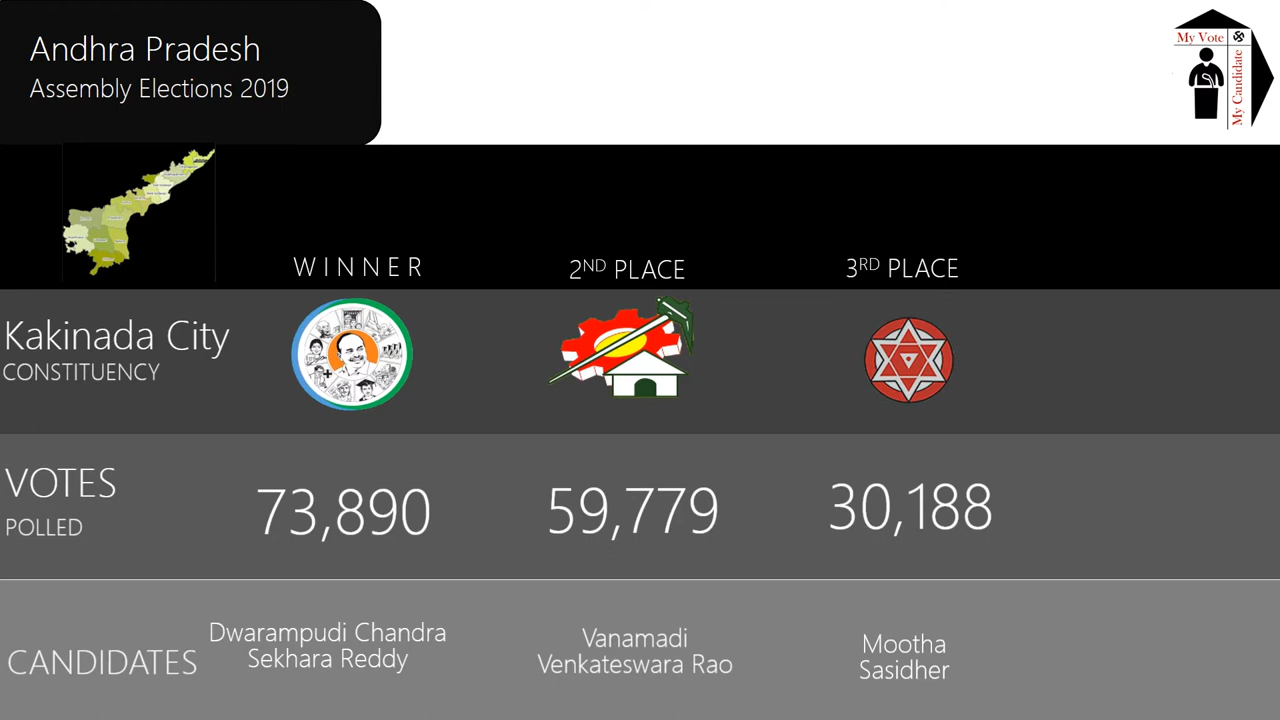 Andhra Pradesh
Assembly Elections 2019
My Vote
My Candidate
WINNER
2ND PLACE
3RD PLACE
Kakinada City
CONSTITUENCY
VOTES
POLLED
73,890
59,779
30,188
CANDIDATES
Dwarampudi Chandra
Sekhara Reddy
Vanamadi
Venkateswara Rao
Mootha
Sasidher